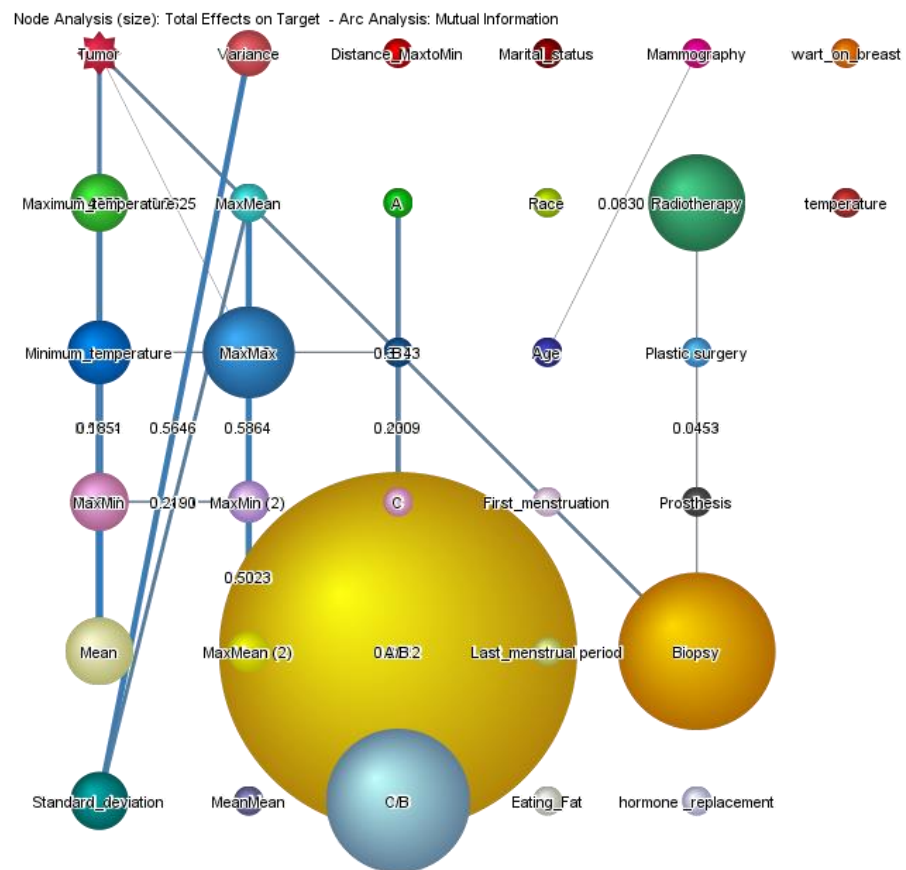 Node Analysis (size): Total Effects on Target - Arc Analysis: Mutual Information
Tumor Variance Distance_MaxtoMin Marital_status Mammography wart_on_breast
Maximum_temperature MaxMean A Race 0.0830 Radiotherapy temperature
Minimum_temperature MaxMax B Age Plastic surgery
0.5646 0.5864 0.2009 0.0453
MaxMin MaxMin (2) C First_menstruation Prosthesis
0.5023
Mean MaxMean (2) A/B Last_menstrual period Biopsy
Standard_deviation MeanMean C/B Eating_Fat hormone_replacement